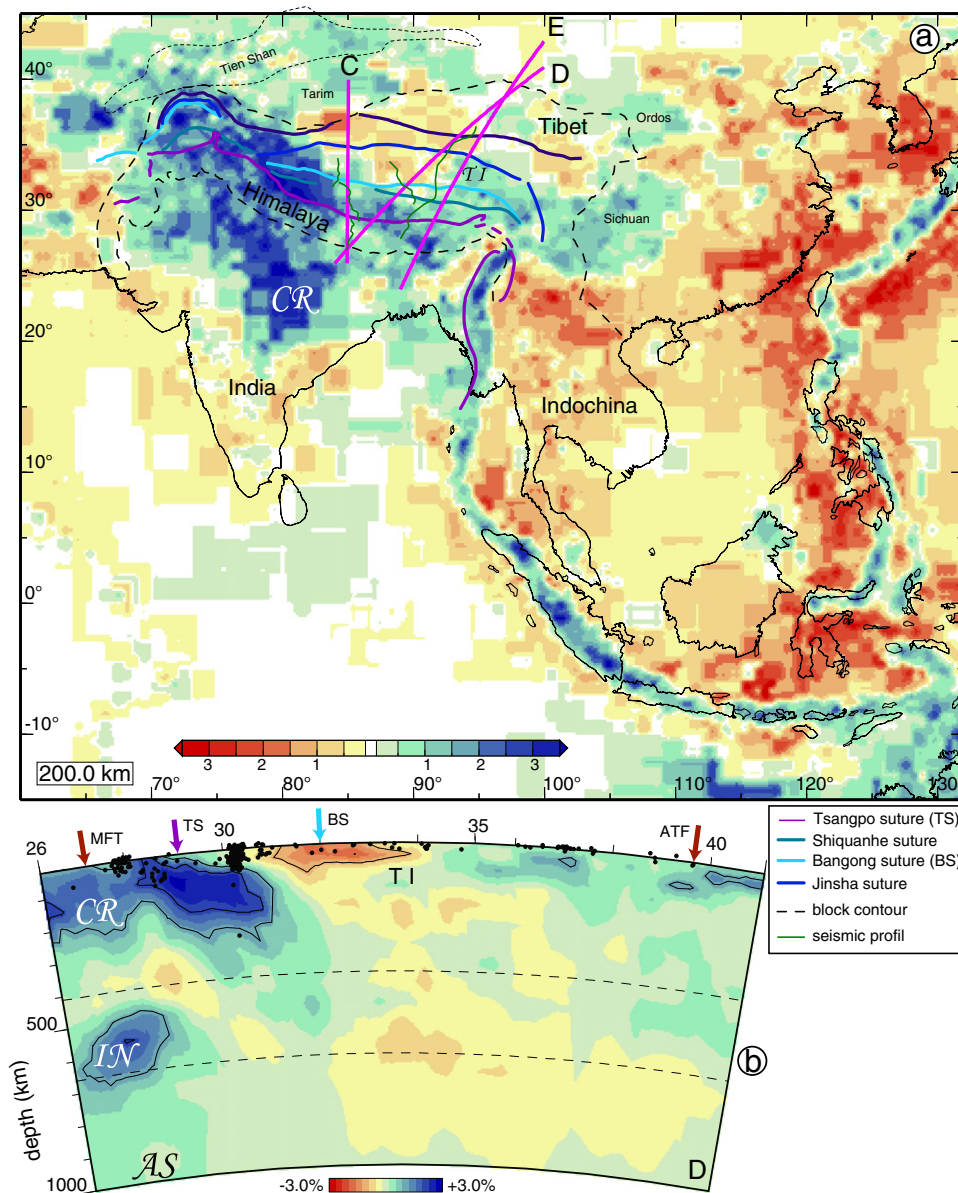 a
E
C
D
40°
Tien Shan
Tarim
Tibet
Ordos
TI
30°
Himalaya
Sichuan
CR
20°
India
Indochina
10°
0°
-10°
3 2 1 1 2 3
200.0 km
70° 80° 90° 100° 110° 120° 130
MFT TS 30 BS 35 ATF 40
26
TI
CR
500
IN
b
depth (km)
AS
D
1000
-3.0% +3.0%
Tsangpo suture (TS)
Shiquanhe suture
Bangong suture (BS)
Jinsha suture
block contour
seismic profil